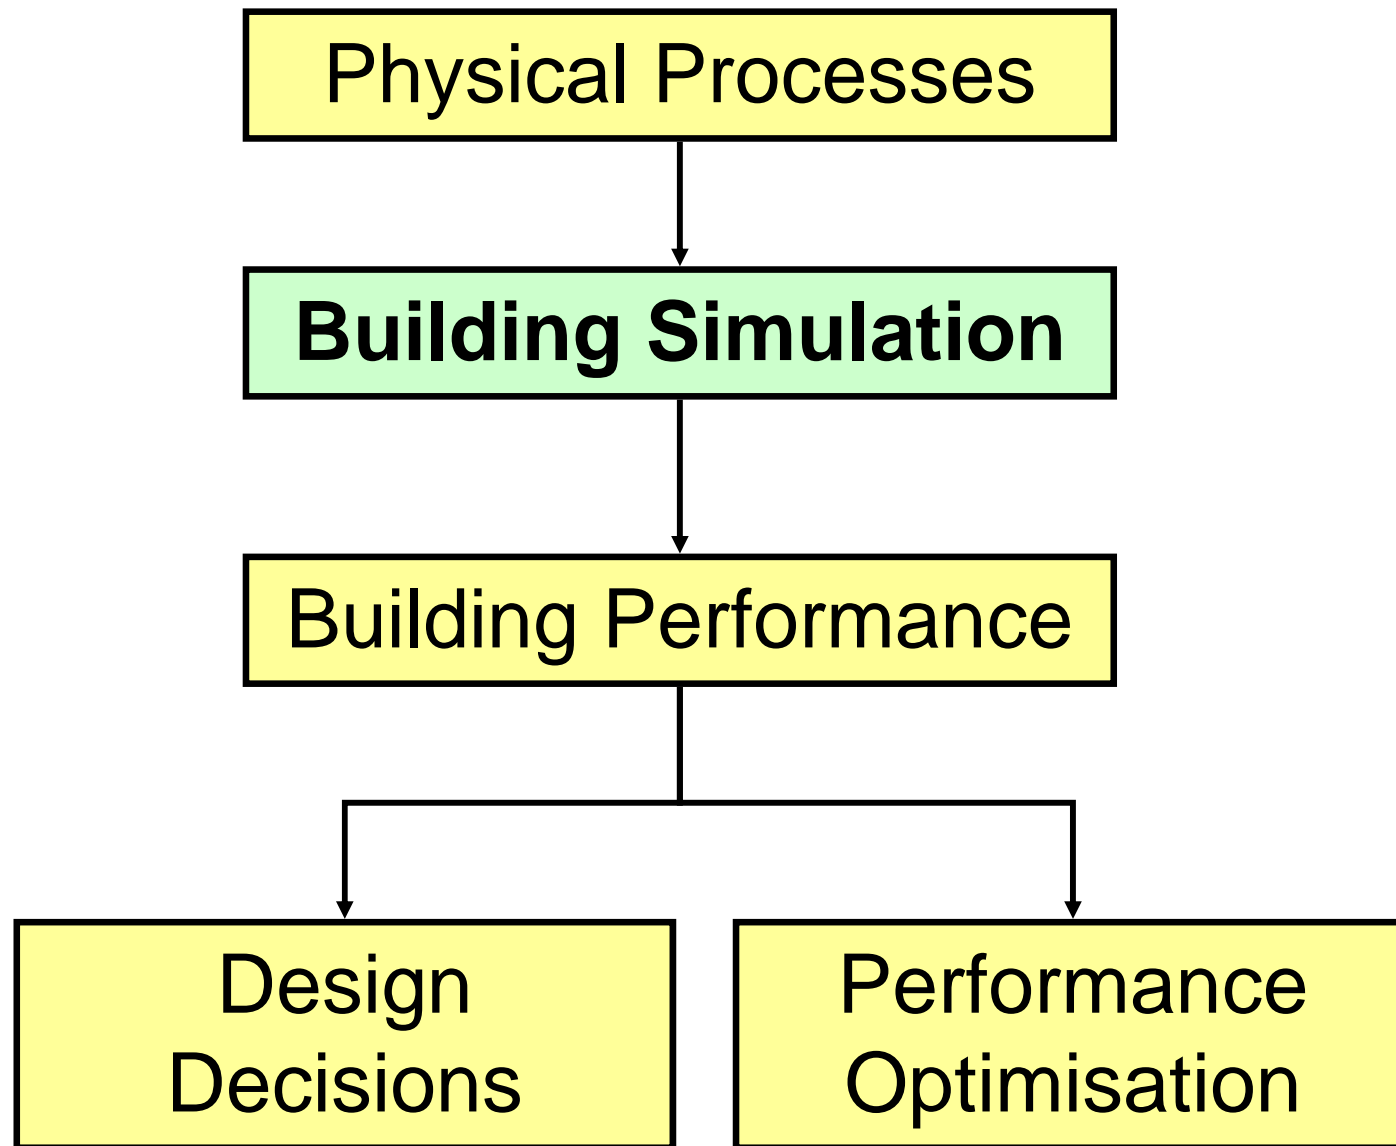 Physical Processes
Building Simulation
Building Performance
Design
Decisions
Performance
Optimisation